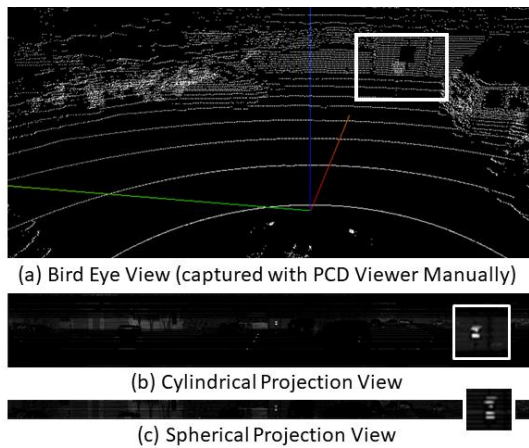 (a) Bird Eye View (captured with PCD Viewer Manually)
(b) Cylindrical Projection View
(c) Spherical Projection View